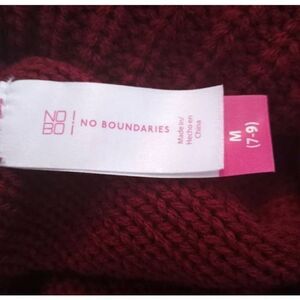 NO
BO
NO BOUNDARIES
Made in/
Hecho en
China
M
(7-9)